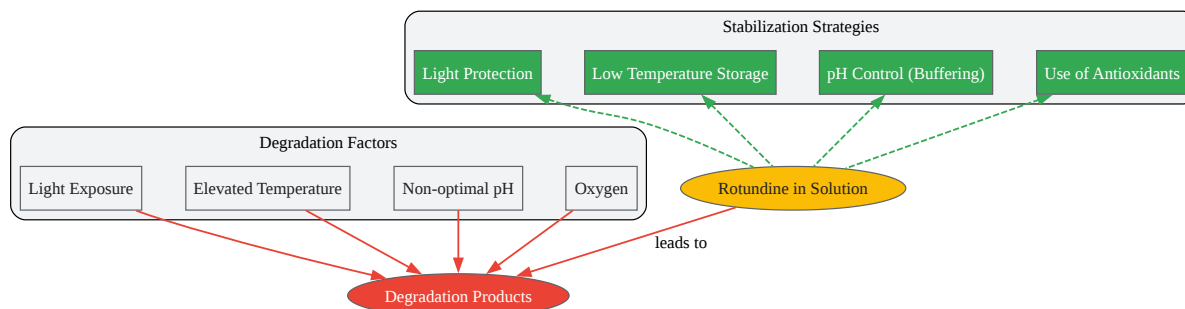 Stabilization Strategies
Light Protection
Low Temperature Storage
pH Control (Buffering)
Use of Antioxidants
Degradation Factors
Light Exposure
Elevated Temperature
Non-optimal pH
Oxygen
Rotundine in Solution
leads to
Degradation Products